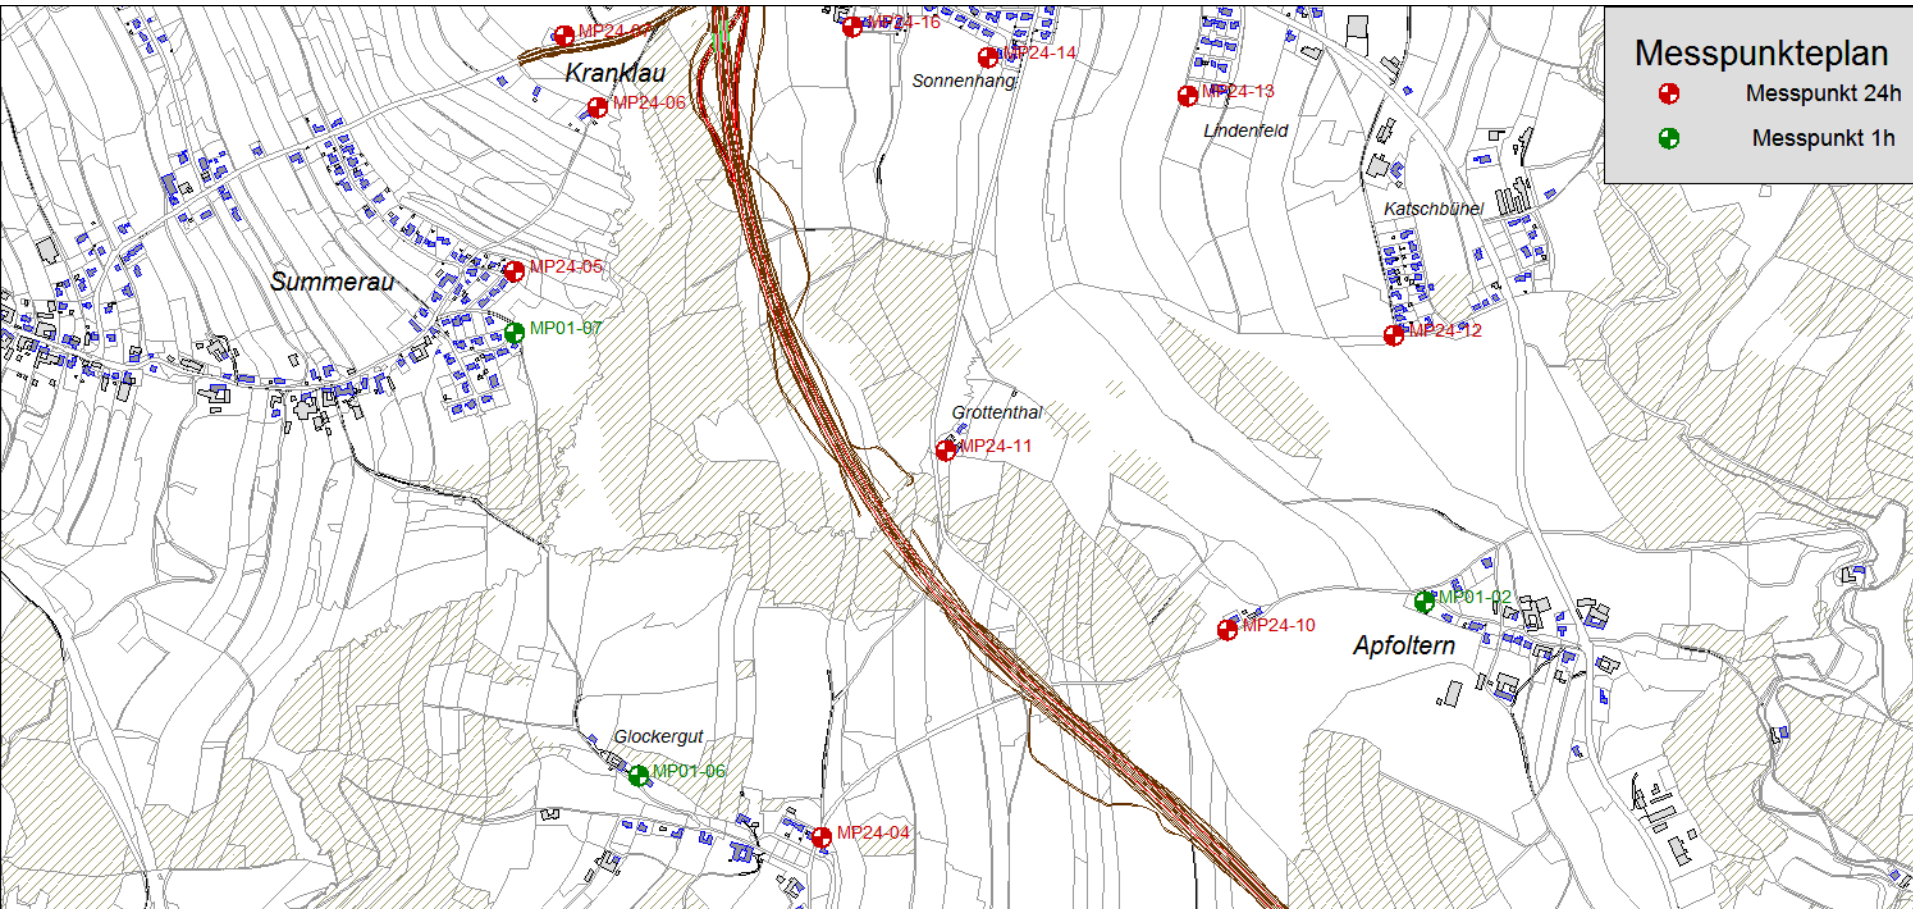 Messpunkteplan
Messpunkt 24h
Messpunkt 1h
MP24-16
MP24-14
Kranklau
Sonnenhang
MP24-06
MP24-13
Lindenfeld
Katschbühel
MP24-05
Summerau
MP01-07
MP24-12
Grottenthal
MP24-11
MP01-02
MP24-10
Apfoltern
Glockergut
MP01-06
MP24-04